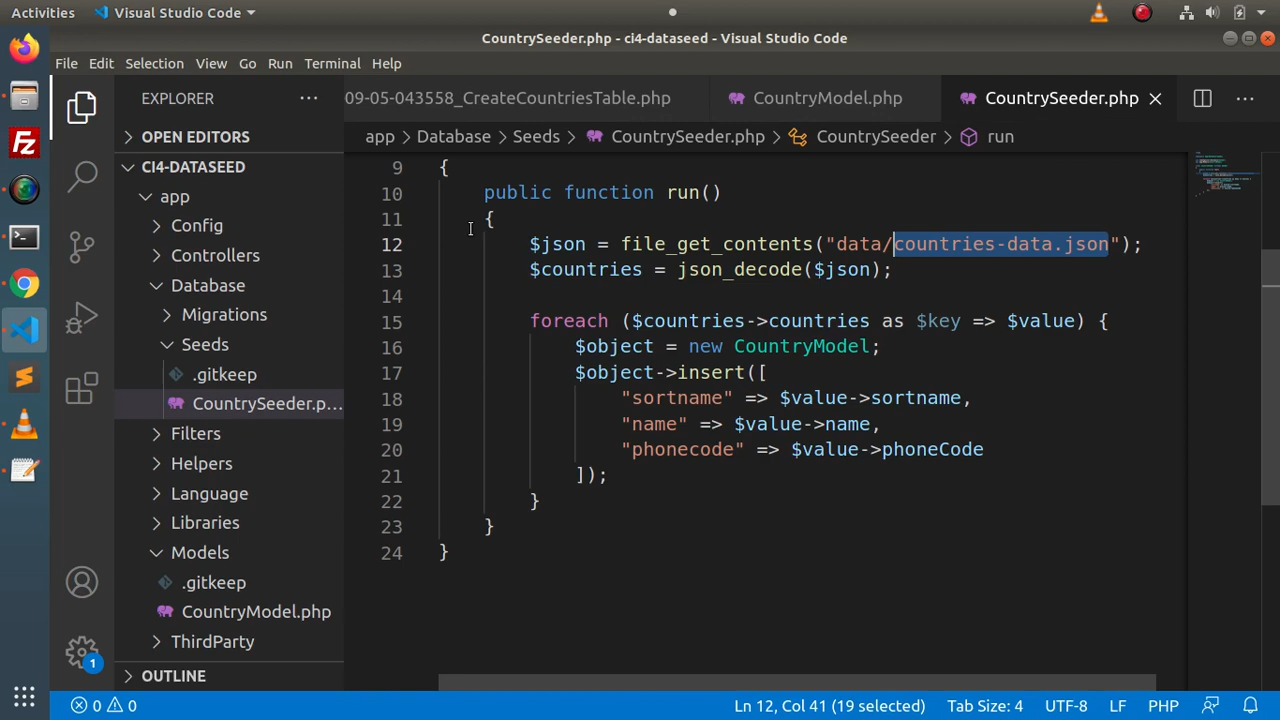 Activities
Visual Studio Code
CountrySeeder.php - ci4-dataseed - Visual Studio Code
File Edit Selection View Go Run Terminal Help
EXPLORER
09-05-043558_CreateCountriesTable.php
CountryModel.php
CountrySeeder.php
app > Database > Seeds > CountrySeeder.php > CountrySeeder > run
OPEN EDITORS
CI4-DATASEED
app
Config
Controllers
Database
Migrations
Seeds
.gitkeep
CountrySeeder.p...
Filters
Helpers
Language
Libraries
Models
.gitkeep
CountryModel.php
ThirdParty
OUTLINE
9 {
10 public function run()
11 {
12 $json = file_get_contents("data/countries-data.json");
13 $countries = json_decode($json);
14
15 foreach ($countries->countries as $key => $value) {
16 $object = new CountryModel;
17 $object->insert([
18 "sortname" => $value->sortname,
19 "name" => $value->name,
20 "phonecode" => $value->phoneCode
21 ]);
22 }
23 }
24 }
1
0 0
Ln 12, Col 41 (19 selected)
Tab Size: 4
UTF-8
LF
PHP